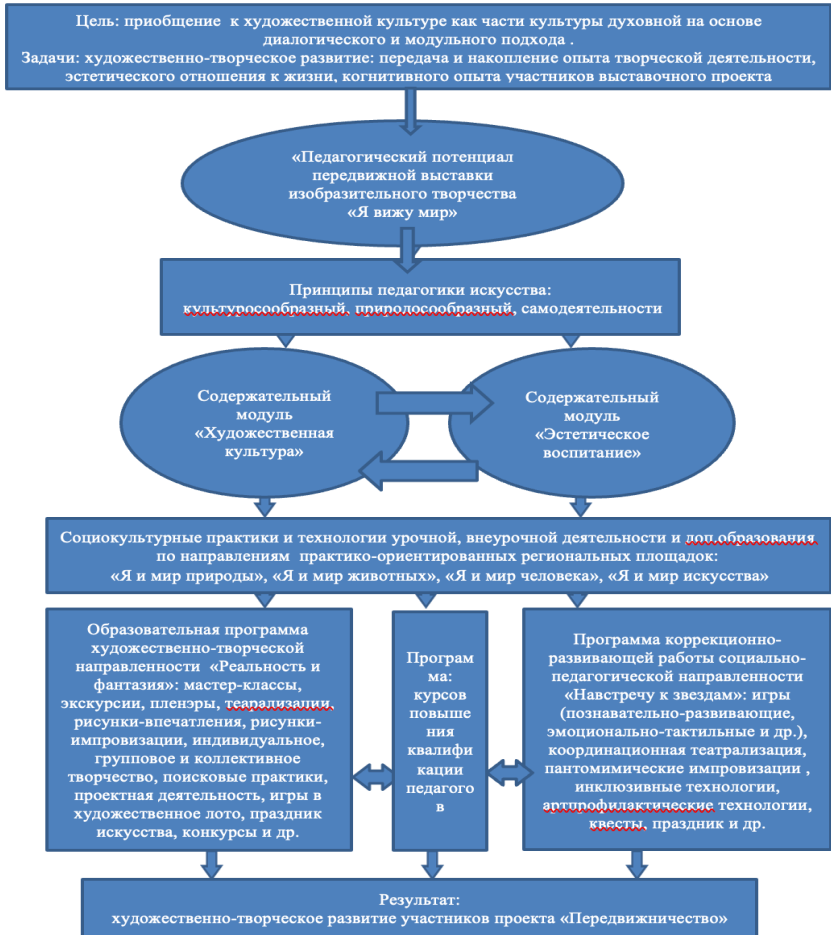 Цель: приобщение к художественной культуре как части культуры духовной на основе
диалогического и модульного подхода .
Задачи: художественно-творческое развитие: передача и накопление опыта творческой деятельности,
эстетического отношения к жизни, когнитивного опыта участников выставочного проекта
«Педагогический потенциал
передвижной выставки
изобразительного творчества
«Я вижу мир»
Принципы педагогики искусства:
культуросообразный, природосообразный, самодеятельности
Содержательный
модуль
«Художественная
культура»
Содержательный
модуль
«Эстетическое
воспитание»
Социокультурные практики и технологии урочной, внеурочной деятельности и доп.образования
по направлениям практико-ориентированных региональных площадок:
«Я и мир природы», «Я и мир животных», «Я и мир человека», «Я и мир искусства»
Образовательная программа
художественно-творческой
направленности «Реальность и
фантазия»: мастер-классы,
экскурсии, пленэры, теарализации,
рисунки-впечатления, рисунки-
импровизации, индивидуальное,
групповое и коллективное
творчество, поисковые практики,
проектная деятельность, игры в
художественное лото, праздник
искусства, конкурсы и др.
Програм
ма:
курсов
повыше
ния
квалифи
кации
педагого
в
Программа коррекционно-
развивающей работы социально-
педагогической направленности
«Навстречу к звездам»: игры
(познавательно-развивающие,
эмоционально-тактильные и др.),
координационная театрализация,
пантомимические импровизации ,
инклюзивные технологии,
артпрофилактические технологии,
квесты, праздник и др.
Результат:
художественно-творческое развитие участников проекта «Передвижничество»